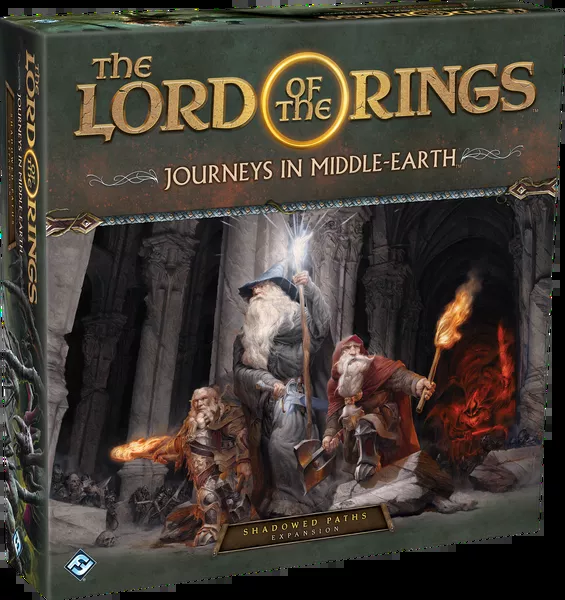 THE
LORD OF THE RINGS
JOURNEYS IN MIDDLE-EARTH
SHADOWED PATHS
EXPANSION
THE LORD OF THE RINGS
JOURNEYS IN MIDDLE-EARTH